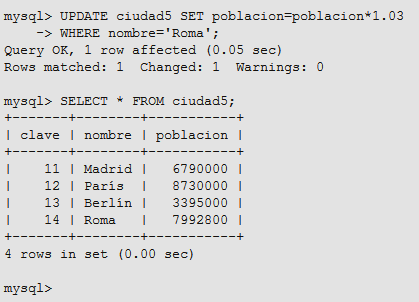 mysql> UPDATE ciudad5 SET poblacion=poblacion*1.03
    -> WHERE nombre='Roma';
Query OK, 1 row affected (0.05 sec)
Rows matched: 1  Changed: 1  Warnings: 0

mysql> SELECT * FROM ciudad5;
+-------+--------+-----------+
| clave | nombre | poblacion |
+-------+--------+-----------+
|    11 | Madrid |   6790000 |
|    12 | París  |   8730000 |
|    13 | Berlín |   3395000 |
|    14 | Roma   |   7992800 |
+-------+--------+-----------+
4 rows in set (0.00 sec)

mysql>